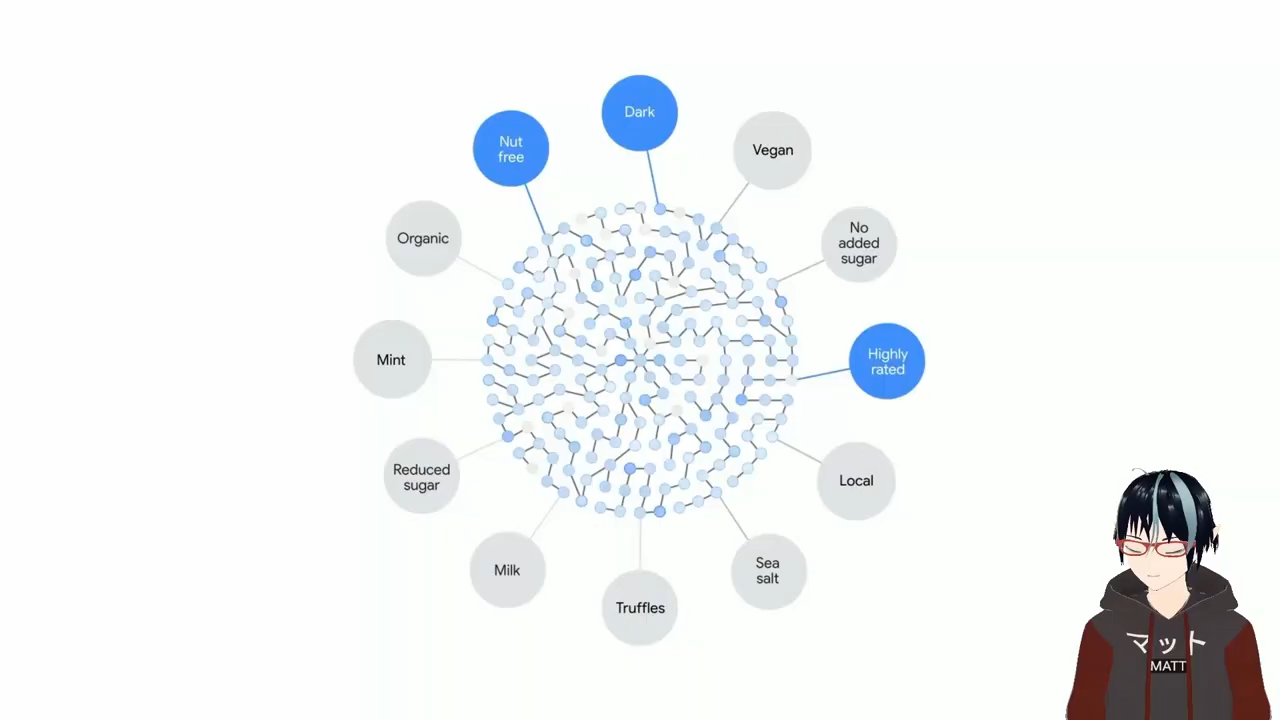 Dark
Nut
free
Vegan
Organic
No
added
sugar
Mint
Highly
rated
Reduced
sugar
Local
Milk
Sea
salt
Truffles
マット
MATT